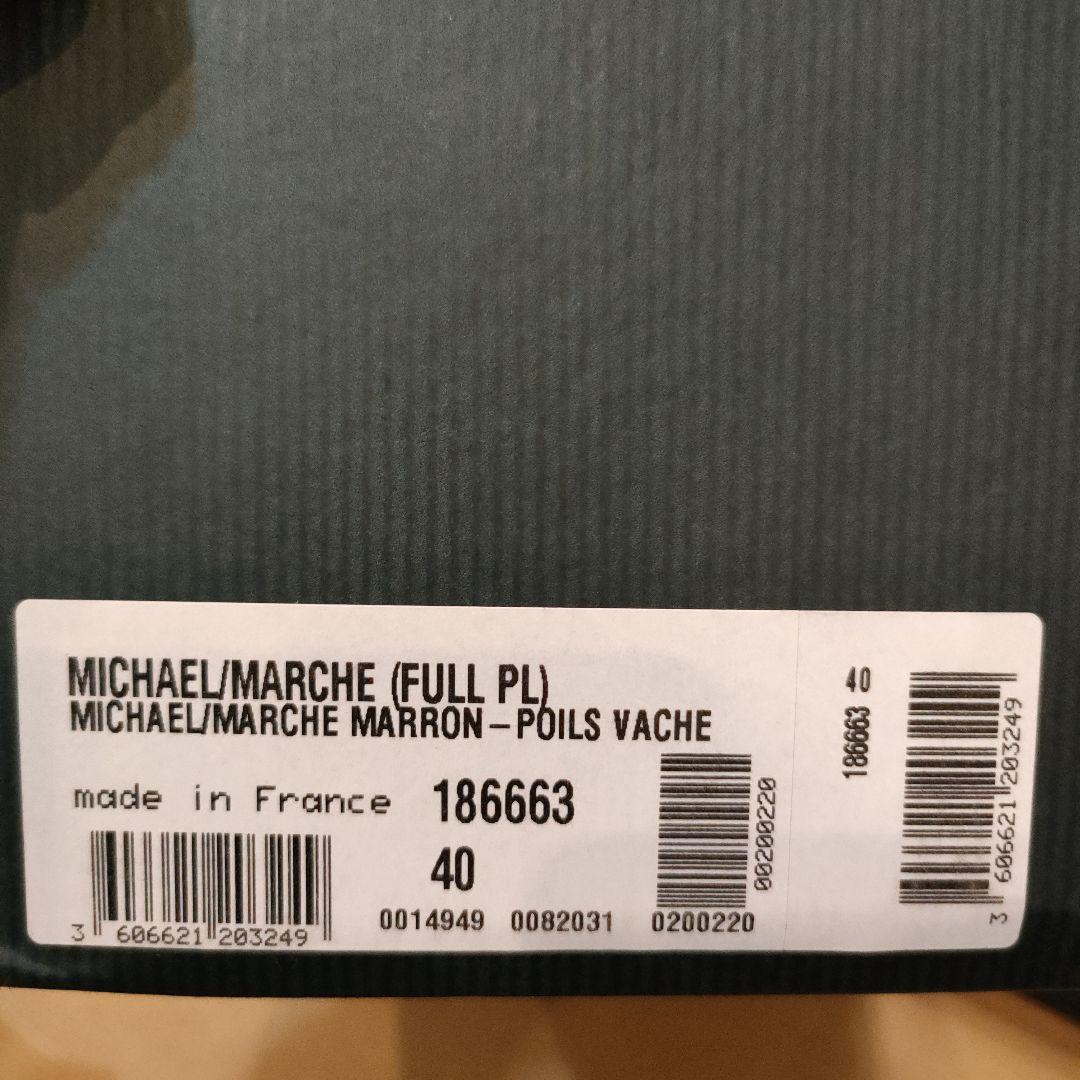 MICHAEL/MARCHE (FULL PL)
MICHAEL/MARCHE MARRON-POILS VACHE
made in France 186663
40
3 606621 203249
0014949 0082031 0200220
00200220
40
186663
3 606621 203249